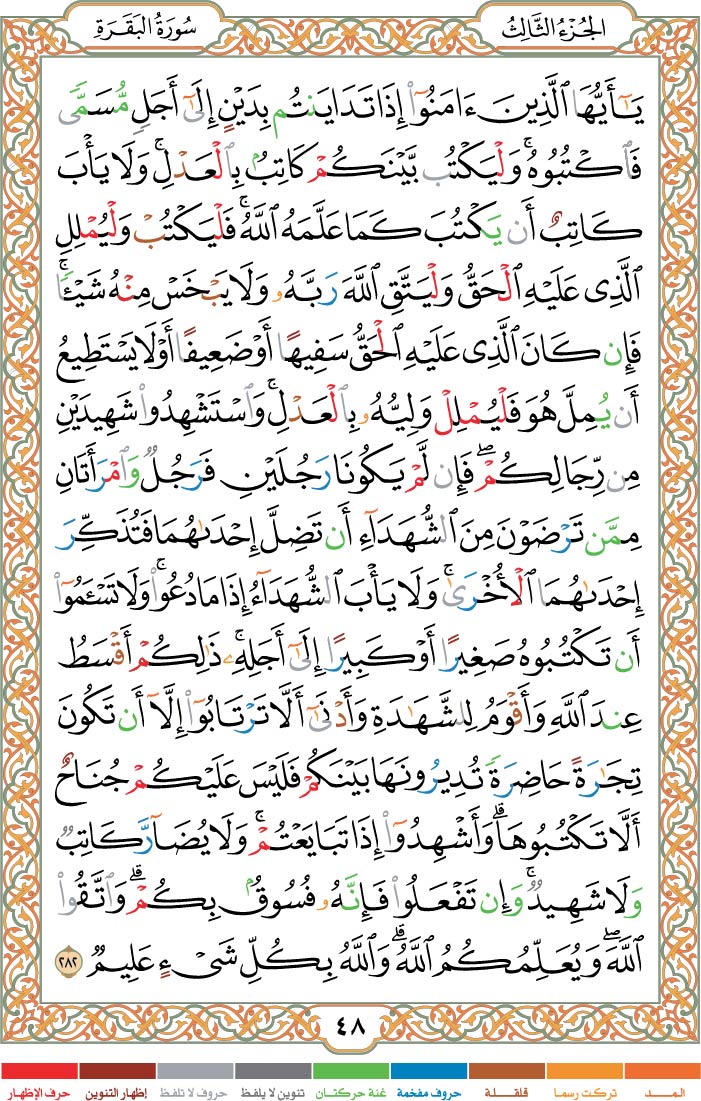 الجُزْءُ الثَّالِثُ
سُورَةُ البَقَرَةِ
يَـٰٓأَيُّهَا ٱلَّذِينَ ءَامَنُوٓا۟ إِذَا تَدَايَنتُم بِدَيْنٍ إِلَىٰٓ أَجَلٍ مُّسَمًّى
فَٱكْتُبُوهُ ۚ وَلْيَكْتُب بَّيْنَكُمْ كَاتِبٌۢ بِٱلْعَدْلِ ۚ وَلَا يَأْبَ
كَاتِبٌ أَن يَكْتُبَ كَمَا عَلَّمَهُ ٱللَّهُ ۚ فَلْيَكْتُبْ وَلْيُمْلِلِ
ٱلَّذِى عَلَيْهِ ٱلْحَقُّ وَلْيَتَّقِ ٱللَّهَ رَبَّهُۥ وَلَا يَبْخَسْ مِنْهُ شَيْـًٔا ۚ
فَإِن كَانَ ٱلَّذِى عَلَيْهِ ٱلْحَقُّ سَفِيهًا أَوْ ضَعِيفًا أَوْ لَا يَسْتَطِيعُ
أَن يُمِلَّ هُوَ فَلْيُمْلِلْ وَلِيُّهُۥ بِٱلْعَدْلِ ۚ وَٱسْتَشْهِدُوا۟ شَهِيدَيْنِ
مِن رِّجَالِكُمْ ۖ فَإِن لَّمْ يَكُونَا رَجُلَيْنِ فَرَجُلٌ وَٱمْرَأَتَانِ
مِمَّن تَرْضَوْنَ مِنَ ٱلشُّهَدَآءِ أَن تَضِلَّ إِحْدَىٰهُمَا فَتُذَكِّرَ
إِحْدَىٰهُمَا ٱلْأُخْرَىٰ ۚ وَلَا يَأْبَ ٱلشُّهَدَآءُ إِذَا مَا دُعُوا۟ ۚ وَلَا تَسْـَٔمُوٓا۟
أَن تَكْتُبُوهُ صَغِيرًا أَوْ كَبِيرًا إِلَىٰٓ أَجَلِهِۦ ۚ ذَٰلِكُمْ أَقْسَطُ
عِندَ ٱللَّهِ وَأَقْوَمُ لِلشَّهَـٰدَةِ وَأَدْنَىٰٓ أَلَّا تَرْتَابُوٓا۟ ۖ إِلَّآ أَن تَكُونَ
تِجَـٰرَةً حَاضِرَةً تُدِيرُونَهَا بَيْنَكُمْ فَلَيْسَ عَلَيْكُمْ جُنَاحٌ
أَلَّا تَكْتُبُوهَا ۗ وَأَشْهِدُوٓا۟ إِذَا تَبَايَعْتُمْ ۚ وَلَا يُضَآرَّ كَاتِبٌ
وَلَا شَهِيدٌ ۚ وَإِن تَفْعَلُوا۟ فَإِنَّهُۥ فُسُوقٌۢ بِكُمْ ۗ وَٱتَّقُوا۟
ٱللَّهَ ۖ وَيُعَلِّمُكُمُ ٱللَّهُ ۗ وَٱللَّهُ بِكُلِّ شَىْءٍ عَلِيمٌ ٢٨٢
٤٨
المـــد تركت رسما قلقـلـة حروف مفخمة غنة حركتان تنوين لا يلفظ حروف لا تلفظ إظهار التنوين حرف الإظهار